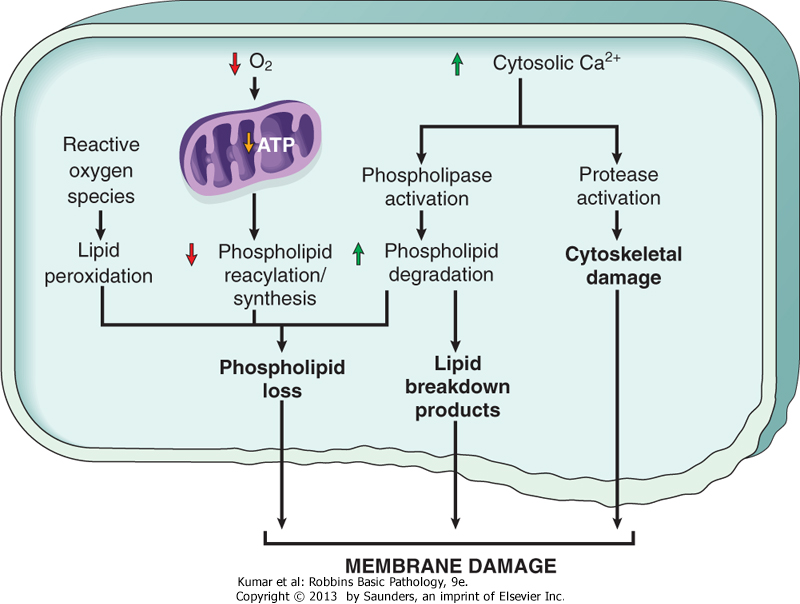 O₂
Cytosolic Ca²⁺
ATP
Reactive
oxygen
species
Phospholipase
activation
Protease
activation
Lipid
peroxidation
Phospholipid
reacylation/
synthesis
Phospholipid
degradation
Cytoskeletal
damage
Phospholipid
loss
Lipid
breakdown
products
MEMBRANE DAMAGE
Kumar et al: Robbins Basic Pathology, 9e.
Copyright © 2013 by Saunders, an imprint of Elsevier Inc.